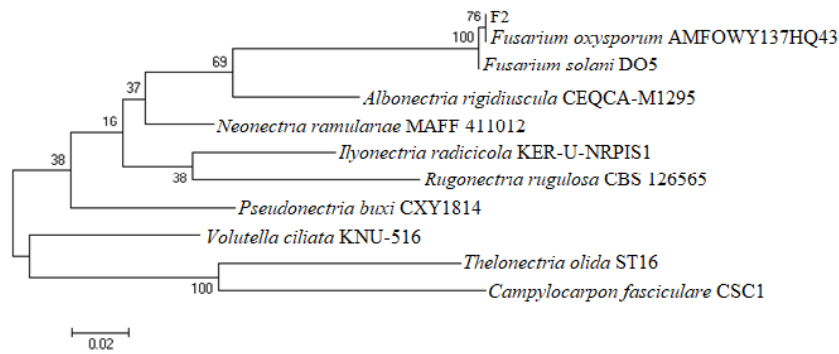 76
F2
Fusarium oxysporum AMFOWY137HQ43
100
Fusarium solani DO5
69
37
Albonectria rigidiuscula CEQCA-M1295
16
Neonectria ramulariae MAFF 411012
Ilyonectria radicicola KER-U-NRPIS1
38
38
Rugonectria rugulosa CBS 126565
Pseudonectria buxi CXY1814
Volutella ciliata KNU-516
Thelonectria olida ST16
100
Campylocarpon fasciculare CSC1
0.02